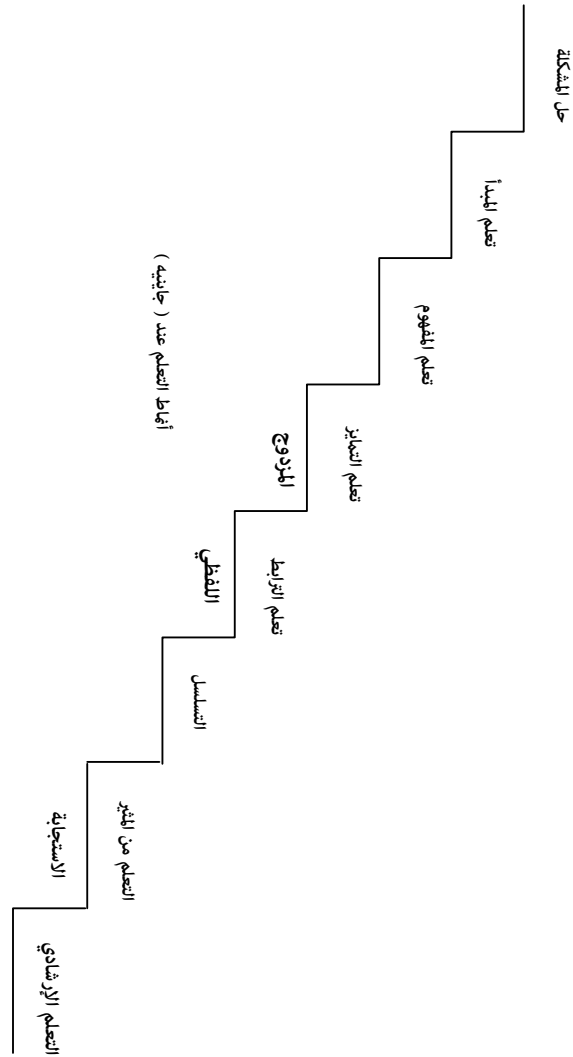 حل المشكلة
تعلم المبدأ
تعلم المفهوم
تعلم التمايز
المزدوج
تعلم الترابط
اللفظي
التسلسل
التعلم من المثير
الاستجابة
التعلم الإرشادي
أنماط التعلم عند ( جانييه )